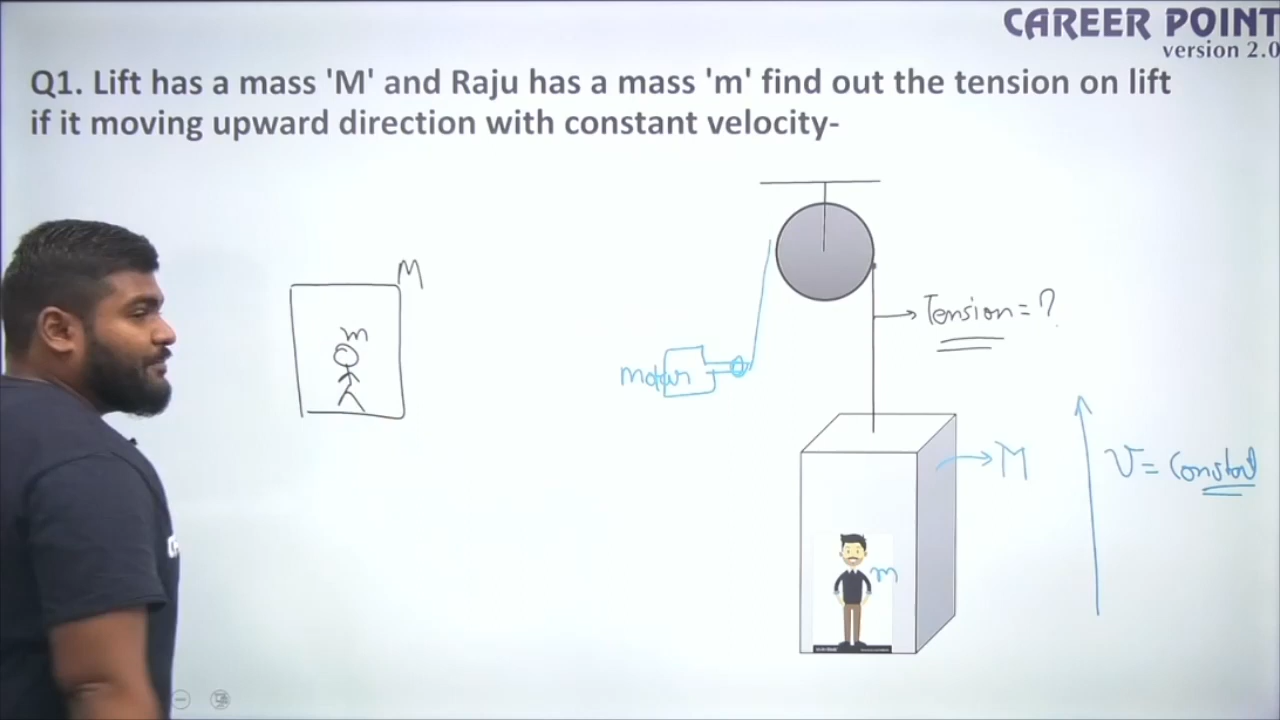 CAREER POINT
version 2.0
Q1. Lift has a mass 'M' and Raju has a mass 'm' find out the tension on lift
if it moving upward direction with constant velocity-
M
m
Tension = ?
motor
M
V = Constant
m